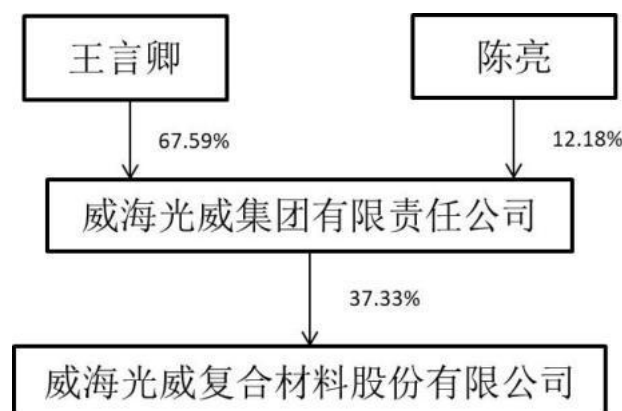 王言卿
陈亮
67.59%
12.18%
威海光威集团有限责任公司
37.33%
威海光威复合材料股份有限公司